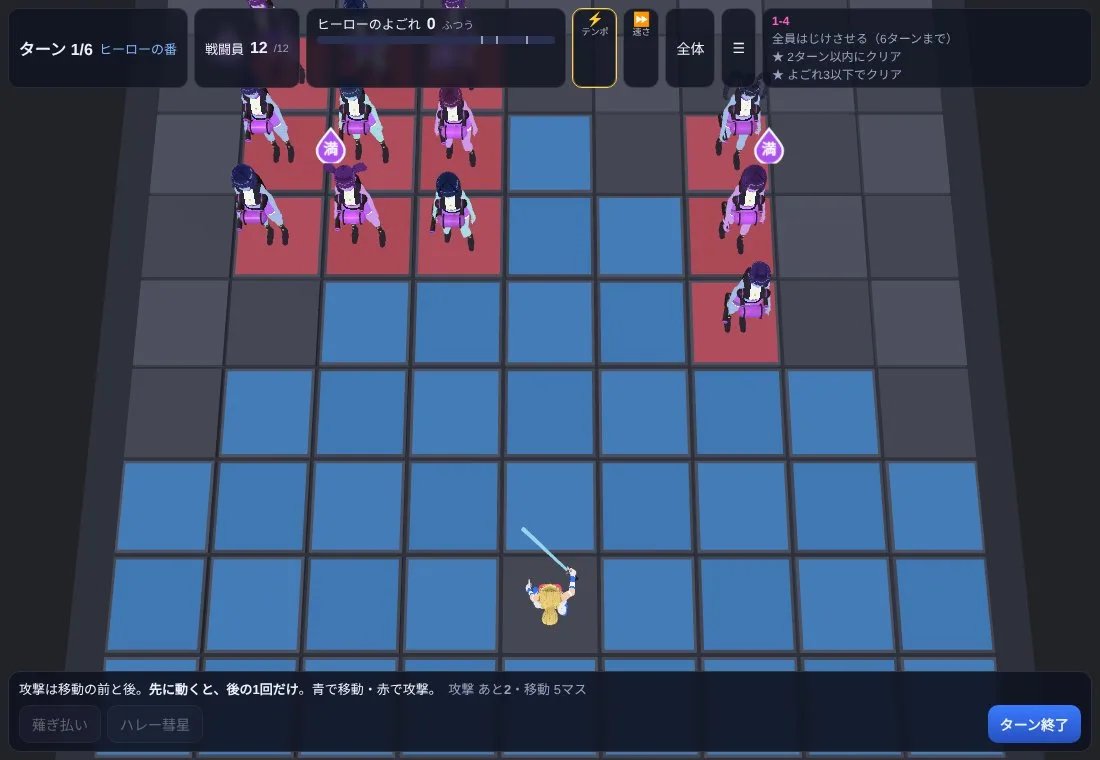 ターン 1/6 ヒーローの番
戦闘員 12 /12
ヒーローのよごれ 0 ふつう
テンポ
速さ
全体
☰
1-4
全員はじけさせる（6ターンまで）
★ 2ターン以内にクリア
★ よごれ3以下でクリア
満
満
攻撃は移動の前と後。先に動くと、後の1回だけ。青で移動・赤で攻撃。 攻撃 あと2・移動 5マス
薙ぎ払い
ハレー彗星
ターン終了